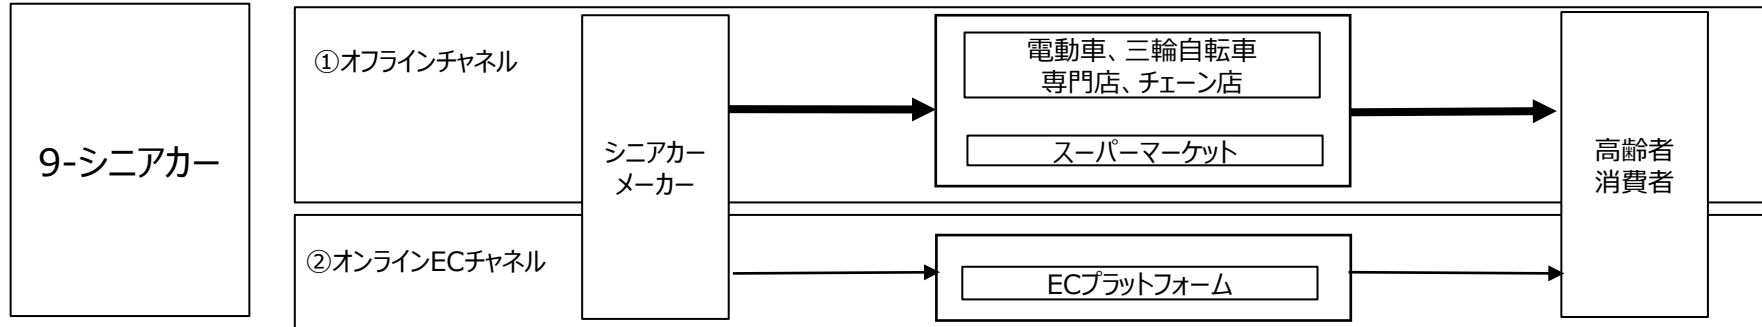 9-シニアカー
①オフラインチャネル
シニアカー
メーカー
電動車、三輪自転車
専門店、チェーン店
スーパーマーケット
高齢者
消費者
②オンラインECチャネル
ECプラットフォーム